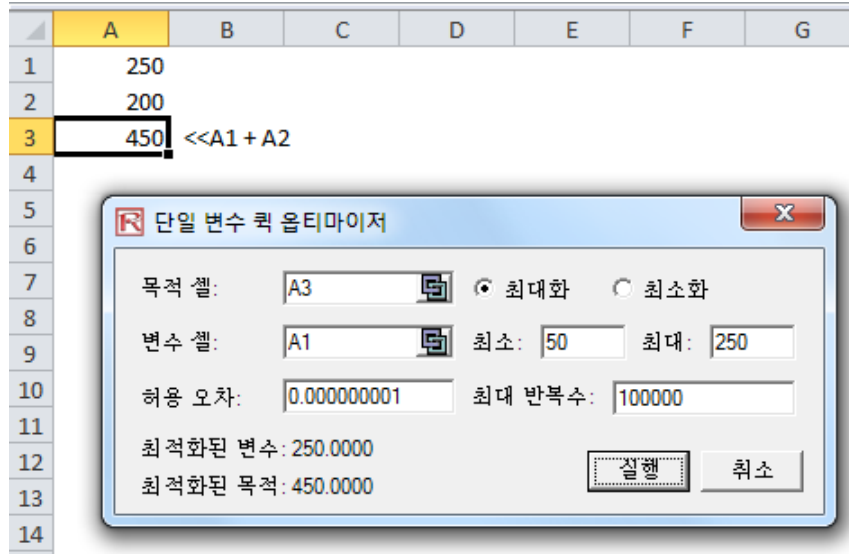 A B C D E F G
1 250
2 200
3 450 <<A1 + A2
4
5
6
7
8
9
10
11
12
13
14
R 단일 변수 퀵 옵티마이저 x
목적 셀: A3 최대화 최소화
변수 셀: A1 최소: 50 최대: 250
허용 오차: 0.000000001 최대 반복수: 100000
최적화된 변수: 250.0000
최적화된 목적: 450.0000
실행 취소